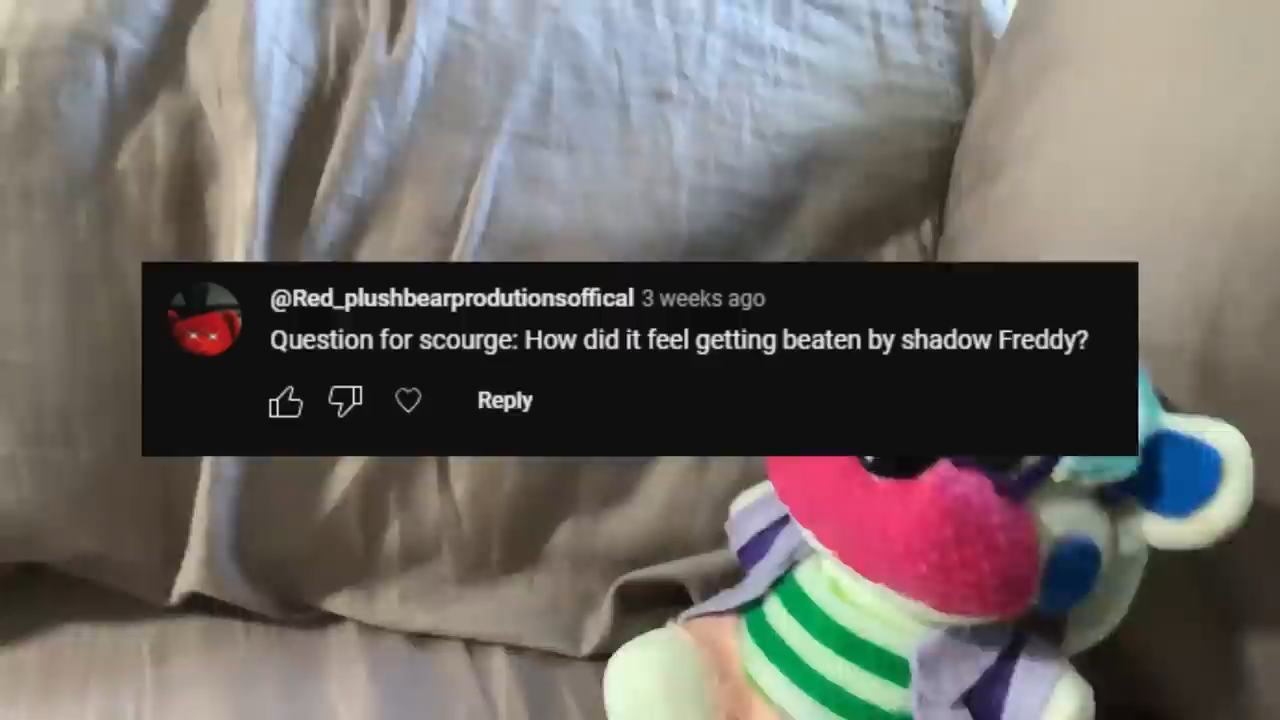 @Red_plushbearprodutionsoffical 3 weeks ago
Question for scourge: How did it feel getting beaten by shadow Freddy?
Reply